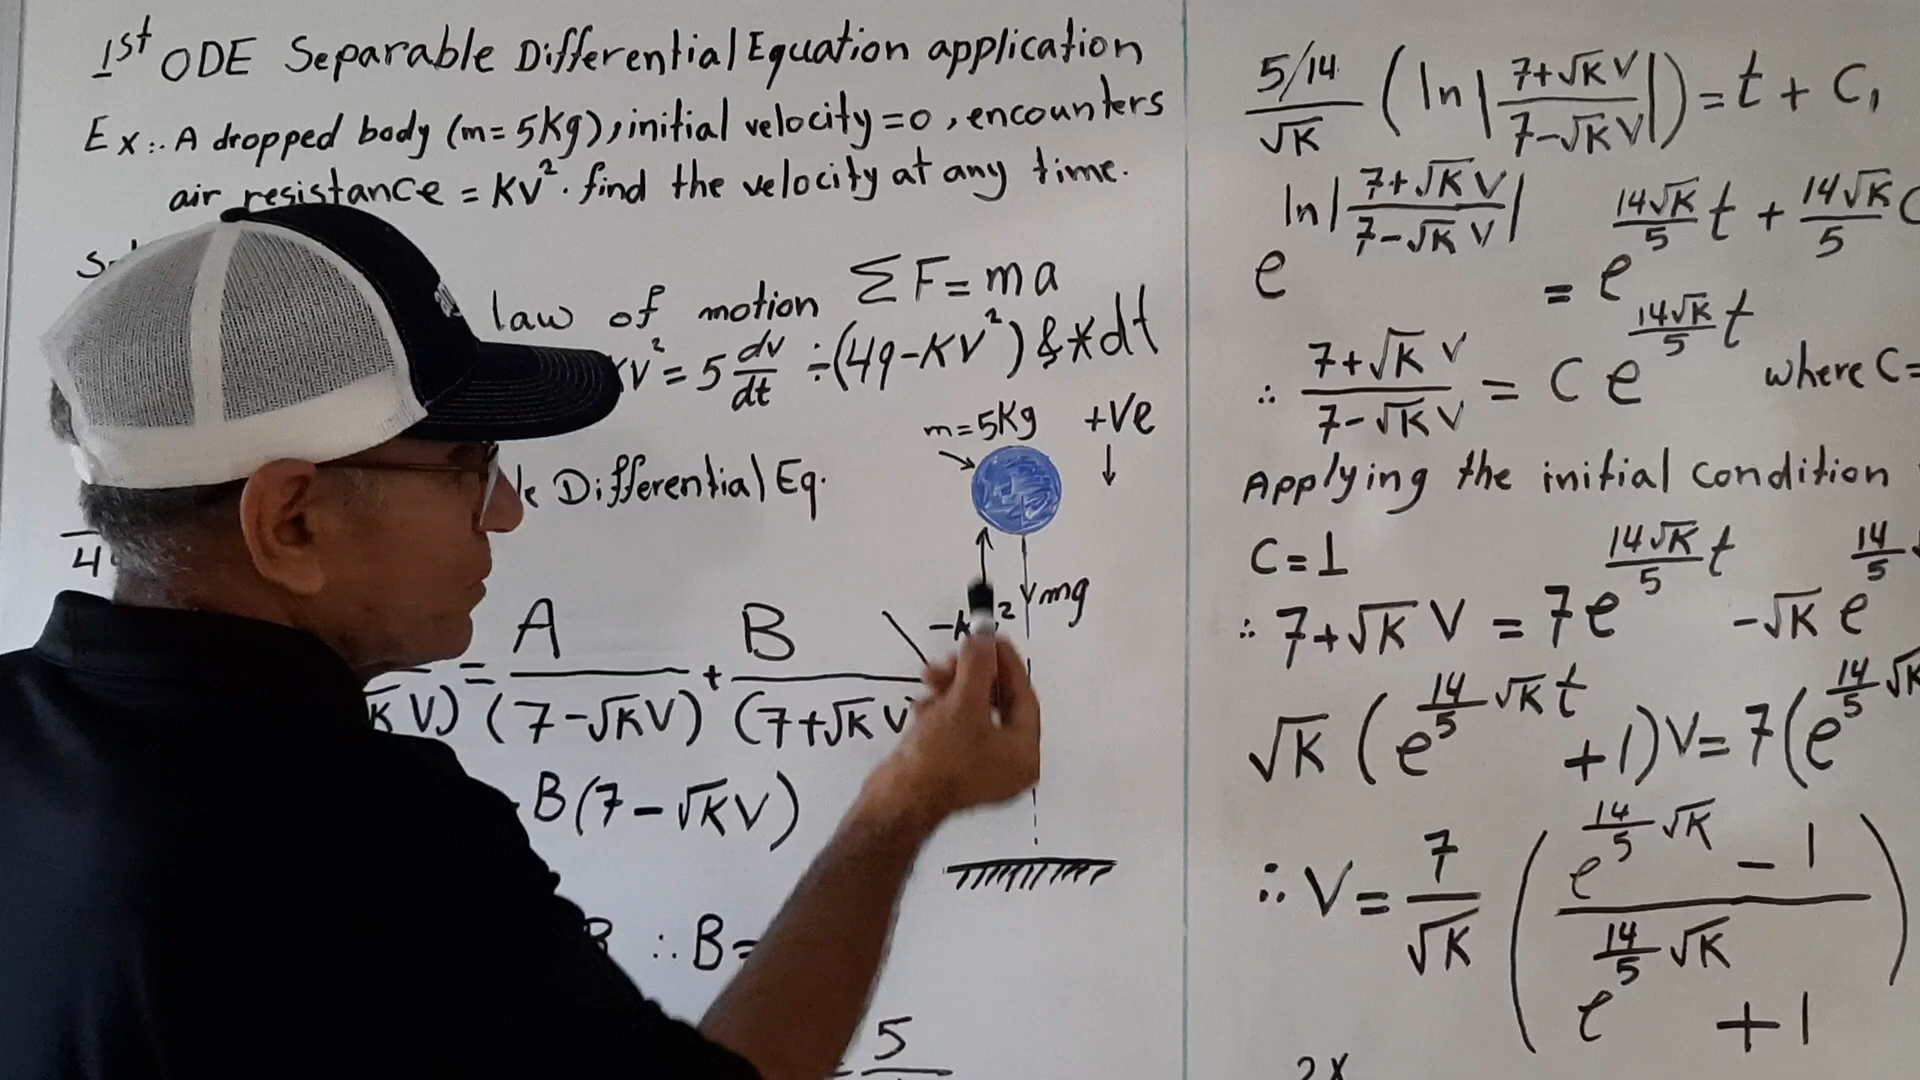 1st ODE Separable Differential Equation application
Ex:. A dropped body (m=5Kg), initial velocity=0, encounters
air resistance = KV². find the velocity at any time.
law of motion ΣF=ma
KV²=5 dv/dt ÷(49-KV²) &*dt
m=5Kg +Ve
Differential Eq.
mg
= A/(7-√K V) + B/(7+√K V
B(7-√K V)
∴ B=
5
(5/14)/√K (ln|(7+√K V)/(7-√K V)|) = t + C₁
e^(ln|(7+√K V)/(7-√K V)|) = e^((14√K/5) t + (14√K/5) C
∴ (7+√K V)/(7-√K V) = C e^((14√K/5) t) where C=
Applying the initial condition
C=1
∴ 7+√K V = 7e^((14√K/5) t) -√K e^(14/5
√K (e^((14/5)√K t) +1)V= 7(e^((14/5)√K
∴ V= 7/√K ((e^((14/5)√K) - 1)/(e^((14/5)√K) + 1))